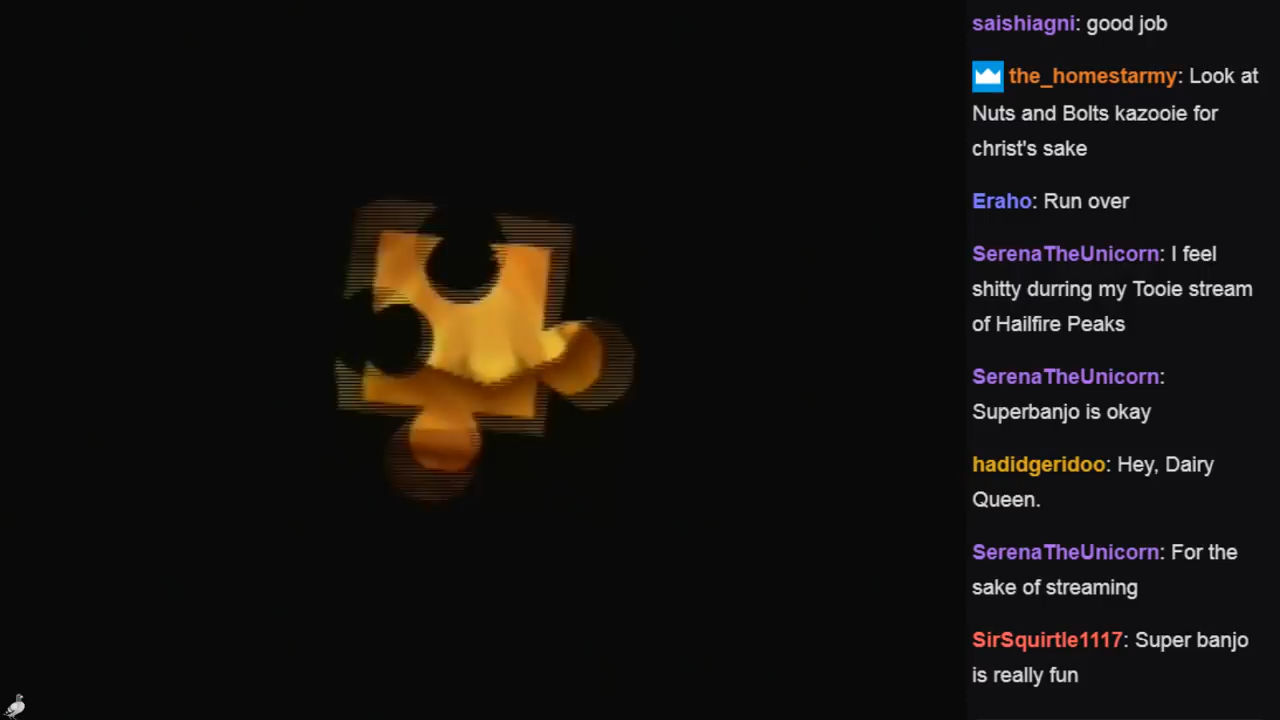 saishiagni: good job
the_homestarmy: Look at
Nuts and Bolts kazooie for
christ's sake
Eraho: Run over
SerenaTheUnicorn: I feel
shitty durring my Tooie stream
of Hailfire Peaks
SerenaTheUnicorn:
Superbanjo is okay
hadidgeridoo: Hey, Dairy
Queen.
SerenaTheUnicorn: For the
sake of streaming
SirSquirtle1117: Super banjo
is really fun